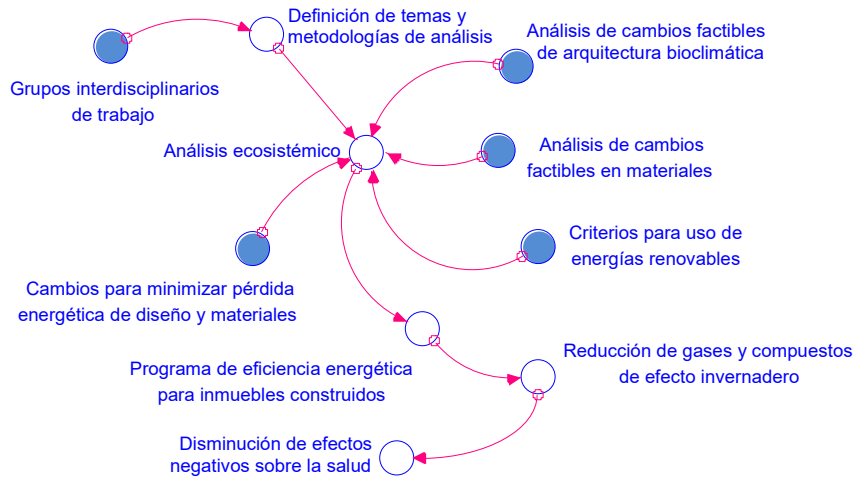 Definición de temas y
metodologías de análisis
Análisis de cambios factibles
de arquitectura bioclimática
Grupos interdisciplinarios
de trabajo
Análisis ecosistémico
Análisis de cambios
factibles en materiales
Criterios para uso de
energías renovables
Cambios para minimizar pérdida
energética de diseño y materiales
Programa de eficiencia energética
para inmuebles construidos
Reducción de gases y compuestos
de efecto invernadero
Disminución de efectos
negativos sobre la salud